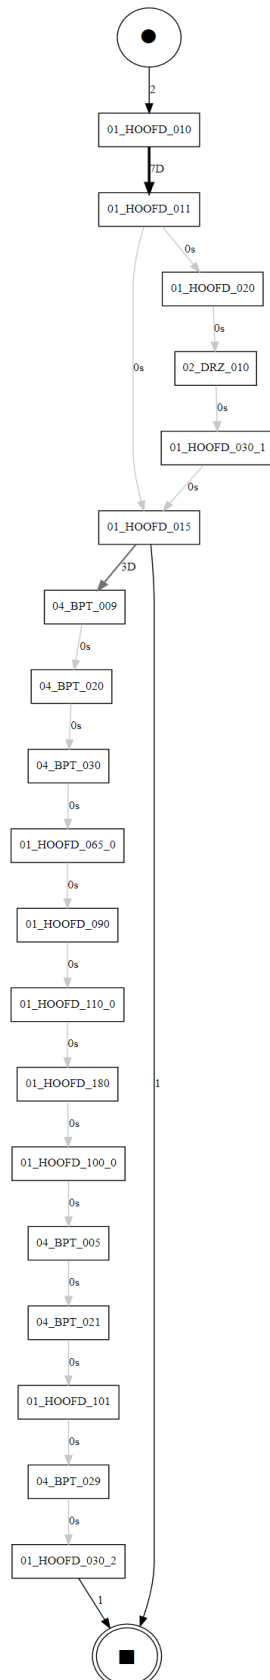 2
01_HOOFD_010
7D
01_HOOFD_011
0s
01_HOOFD_020
0s
02_DRZ_010
0s
0s
01_HOOFD_030_1
0s
01_HOOFD_015
3D
04_BPT_009
0s
04_BPT_020
0s
04_BPT_030
0s
01_HOOFD_065_0
0s
01_HOOFD_090
0s
01_HOOFD_110_0
0s
01_HOOFD_180
1
0s
01_HOOFD_100_0
0s
04_BPT_005
0s
04_BPT_021
0s
01_HOOFD_101
0s
04_BPT_029
0s
01_HOOFD_030_2
1